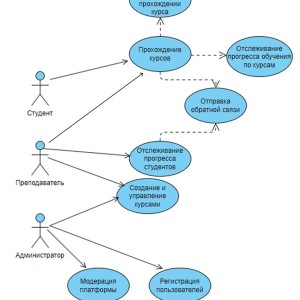 прохождении
курса
Прохождение
курсов
Отслеживание
прогресса обучения
по курсам
Студент
Отправка
обратной связи
Отслеживание
прогресса
студентов
Преподаватель
Создание и
управление
курсами
Администратор
Модерация
платформы
Регистрация
пользователей